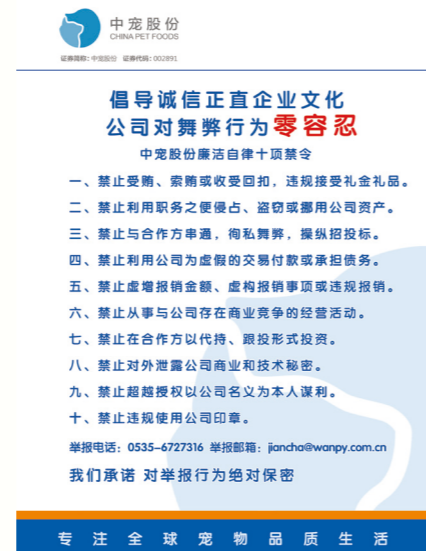 中宠股份
CHINA PET FOODS
证券简称：中宠股份 证券代码：002891
倡导诚信正直企业文化
公司对舞弊行为零容忍
中宠股份廉洁自律十项禁令
一、禁止受贿、索贿或收受回扣，违规接受礼金礼品。
二、禁止利用职务之便侵占、盗窃或挪用公司资产。
三、禁止与合作方串通，徇私舞弊，操纵招投标。
四、禁止利用公司为虚假的交易付款或承担债务。
五、禁止虚增报销金额、虚构报销事项或违规报销。
六、禁止从事与公司存在商业竞争的经营活动。
七、禁止在合作方以代持、跟投形式投资。
八、禁止对外泄露公司商业和技术秘密。
九、禁止超越授权以公司名义为本人谋利。
十、禁止违规使用公司印章。
举报电话：0535-6727316 举报邮箱：jiancha@wanpy.com.cn
我们承诺 对举报行为绝对保密
专注全球宠物品质生活